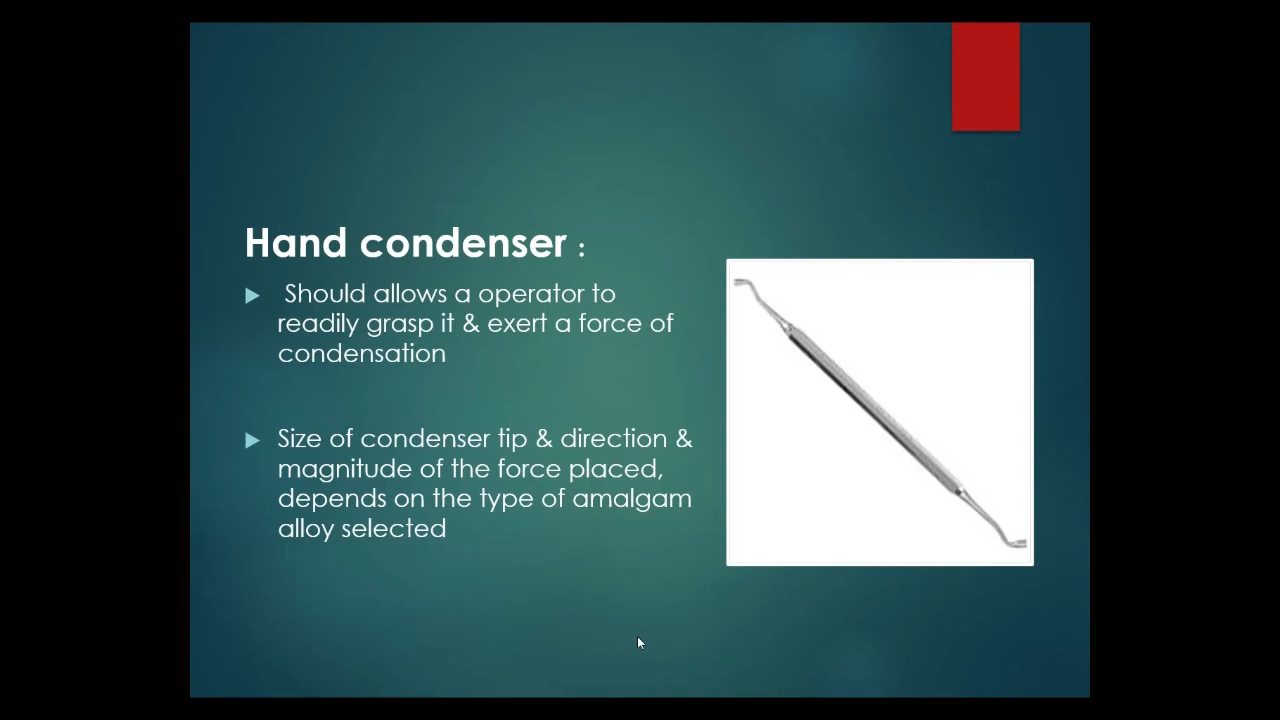 Hand condenser :
Should allows a operator to
readily grasp it & exert a force of
condensation
Size of condenser tip & direction &
magnitude of the force placed,
depends on the type of amalgam
alloy selected